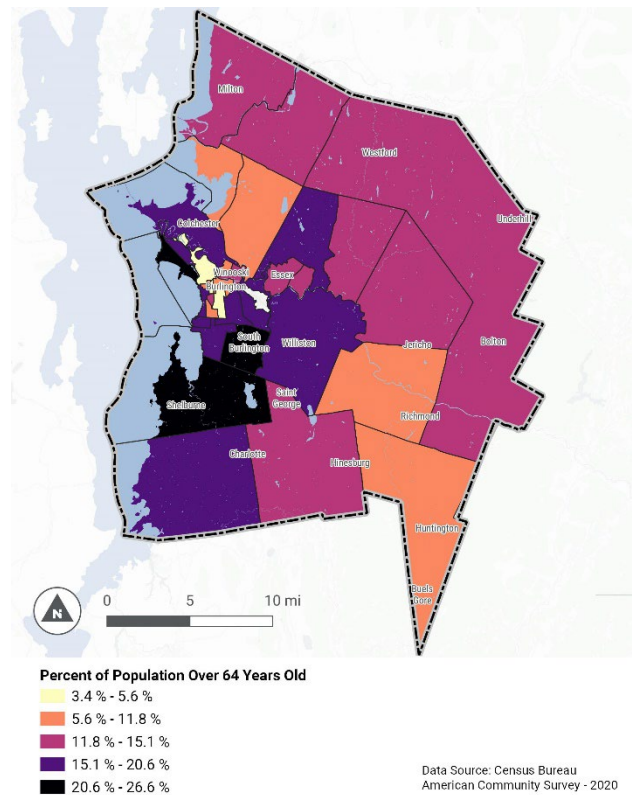 Milton
Westford
Underhill
Colchester
Winooski
Essex
Burlington
South
Burlington
Williston
Jericho
Bolton
Shelburne
Saint
George
Richmond
Charlotte
Hinesburg
Huntington
Buels
Gore
N
0 5 10 mi
Percent of Population Over 64 Years Old
3.4 % - 5.6 %
5.6 % - 11.8 %
11.8 % - 15.1 %
15.1 % - 20.6 %
20.6 % - 26.6 %
Data Source: Census Bureau
American Community Survey - 2020